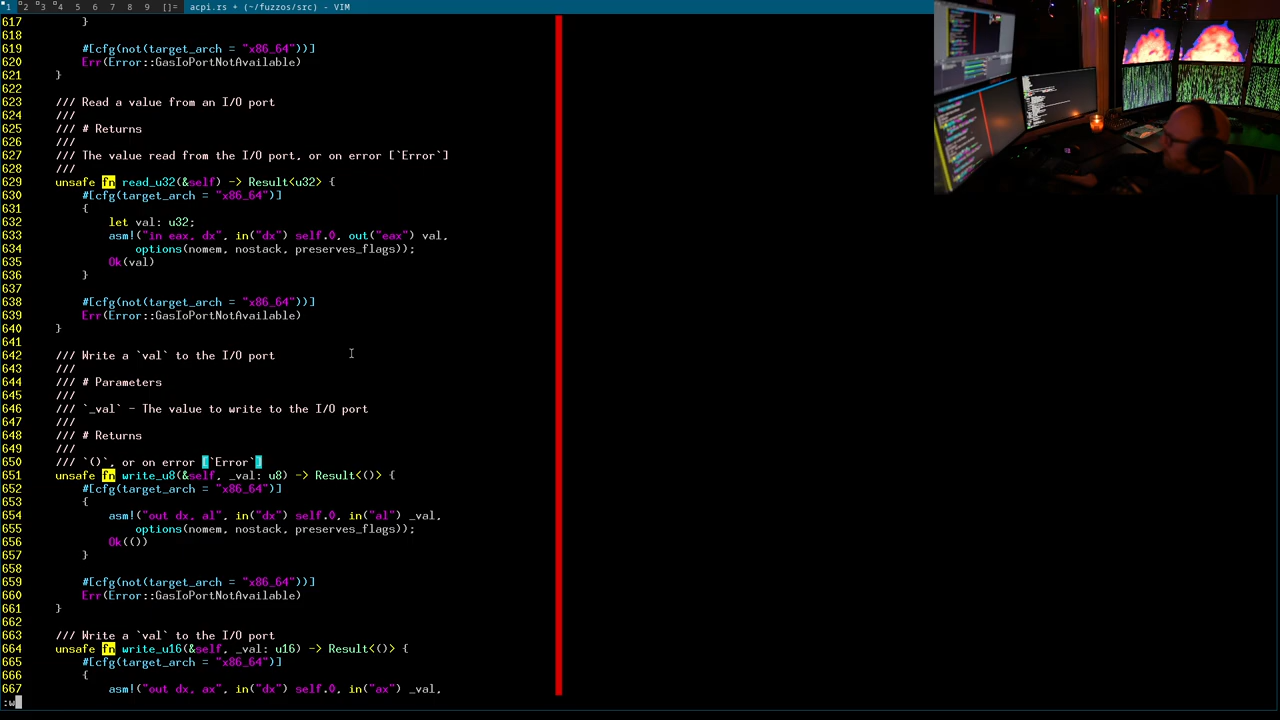 1 2 3 4 5 6 7 8 9 []= acpi.rs + (~/fuzzos/src) - VIM
617 }
618
619 #[cfg(not(target_arch = "x86_64"))]
620 Err(Error::GasIoPortNotAvailable)
621 }
622
623 /// Read a value from an I/O port
624 ///
625 /// # Returns
626 ///
627 /// The value read from the I/O port, or on error [`Error`]
628 ///
629 unsafe fn read_u32(&self) -> Result<u32> {
630 #[cfg(target_arch = "x86_64")]
631 {
632 let val: u32;
633 asm!("in eax, dx", in("dx") self.0, out("eax") val,
634 options(nomem, nostack, preserves_flags));
635 Ok(val)
636 }
637
638 #[cfg(not(target_arch = "x86_64"))]
639 Err(Error::GasIoPortNotAvailable)
640 }
641
642 /// Write a `val` to the I/O port
643 ///
644 /// # Parameters
645 ///
646 /// `_val` - The value to write to the I/O port
647 ///
648 /// # Returns
649 ///
650 /// `()`, or on error [`Error`]
651 unsafe fn write_u8(&self, _val: u8) -> Result<()> {
652 #[cfg(target_arch = "x86_64")]
653 {
654 asm!("out dx, al", in("dx") self.0, in("al") _val,
655 options(nomem, nostack, preserves_flags));
656 Ok(())
657 }
658
659 #[cfg(not(target_arch = "x86_64"))]
660 Err(Error::GasIoPortNotAvailable)
661 }
662
663 /// Write a `val` to the I/O port
664 unsafe fn write_u16(&self, _val: u16) -> Result<()> {
665 #[cfg(target_arch = "x86_64")]
666 {
667 asm!("out dx, ax", in("dx") self.0, in("ax") _val,
:w